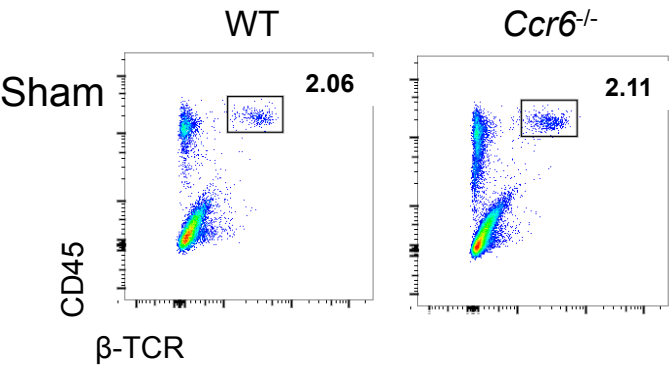 WT
Ccr6-/-
Sham
2.06
2.11
CD45
β-TCR